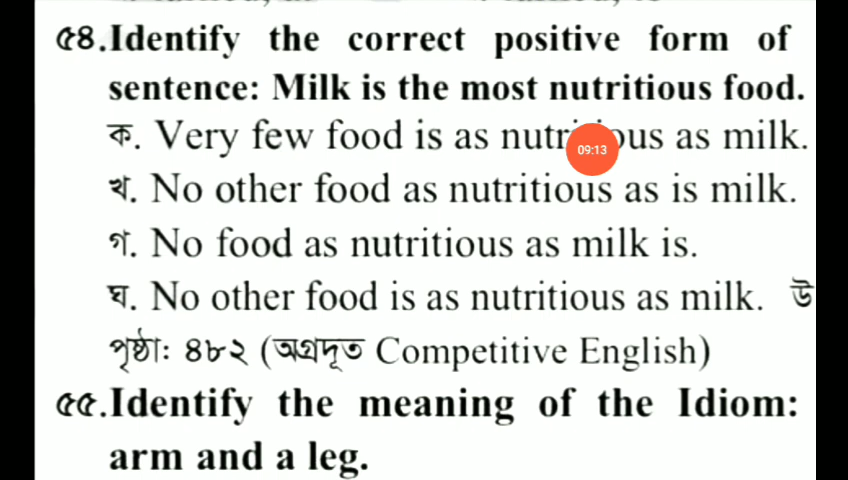 ৫৪.Identify the correct positive form of
sentence: Milk is the most nutritious food.
ক. Very few food is as nutritious as milk.
09:13
খ. No other food as nutritious as is milk.
গ. No food as nutritious as milk is.
ঘ. No other food is as nutritious as milk. উ
পৃষ্ঠাঃ ৪৮২ (অগ্রদূত Competitive English)
৫৫.Identify the meaning of the Idiom:
arm and a leg.